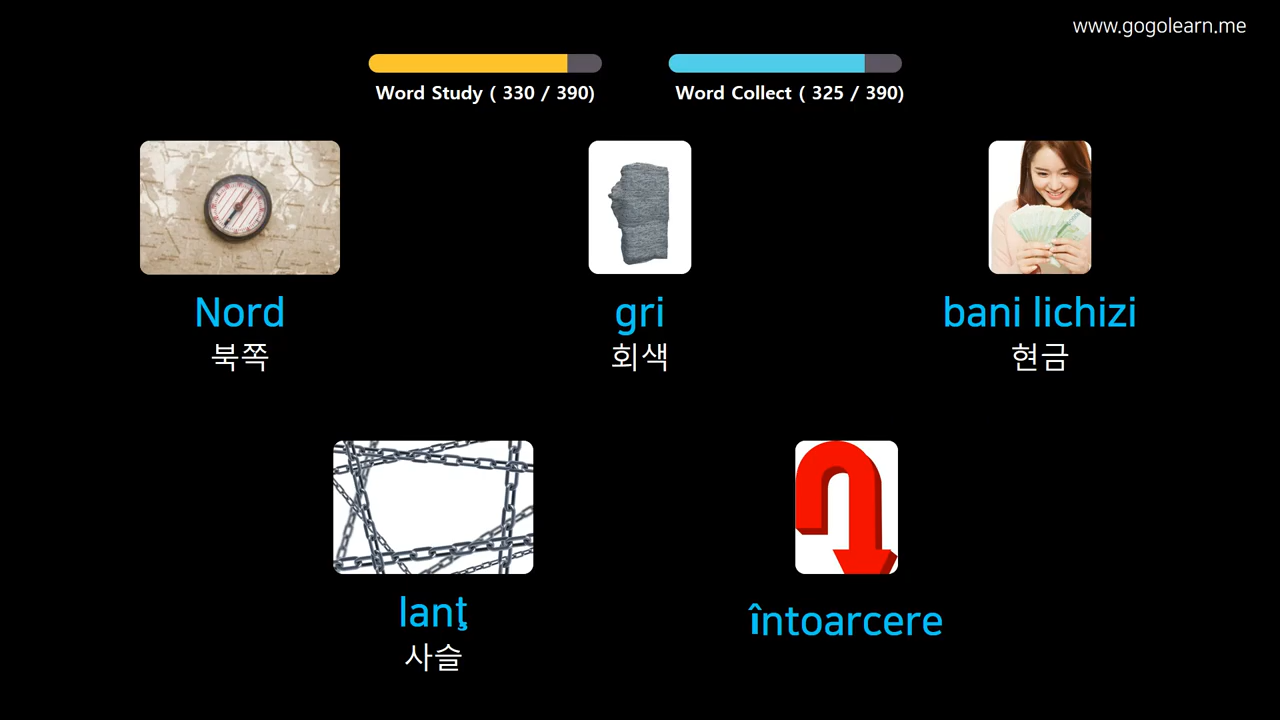 www.gogolearn.me
Word Study ( 330 / 390)
Word Collect ( 325 / 390)
Nord
북쪽
gri
회색
bani lichizi
현금
lanţ
사슬
întoarcere